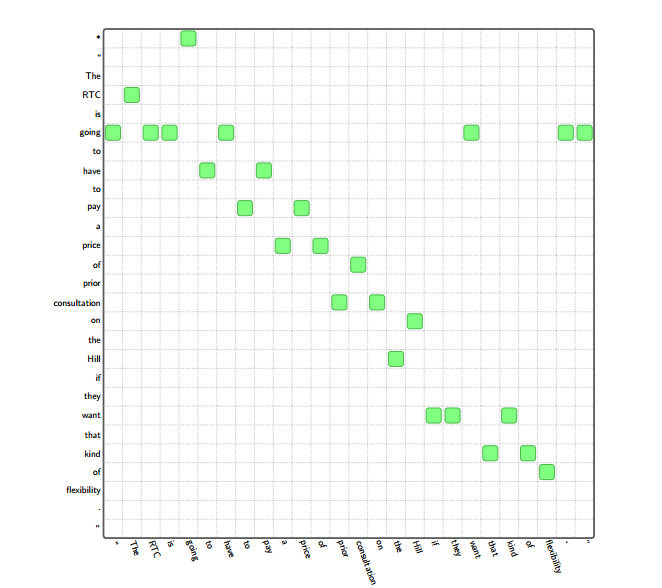 *
"
The
RTC
is
going
to
have
to
pay
a
price
of
prior
consultation
on
the
Hill
if
they
want
that
kind
of
flexibility
.
"
" The RTC is going to have to pay a price of prior consultation on the Hill if they want that kind of flexibility . "